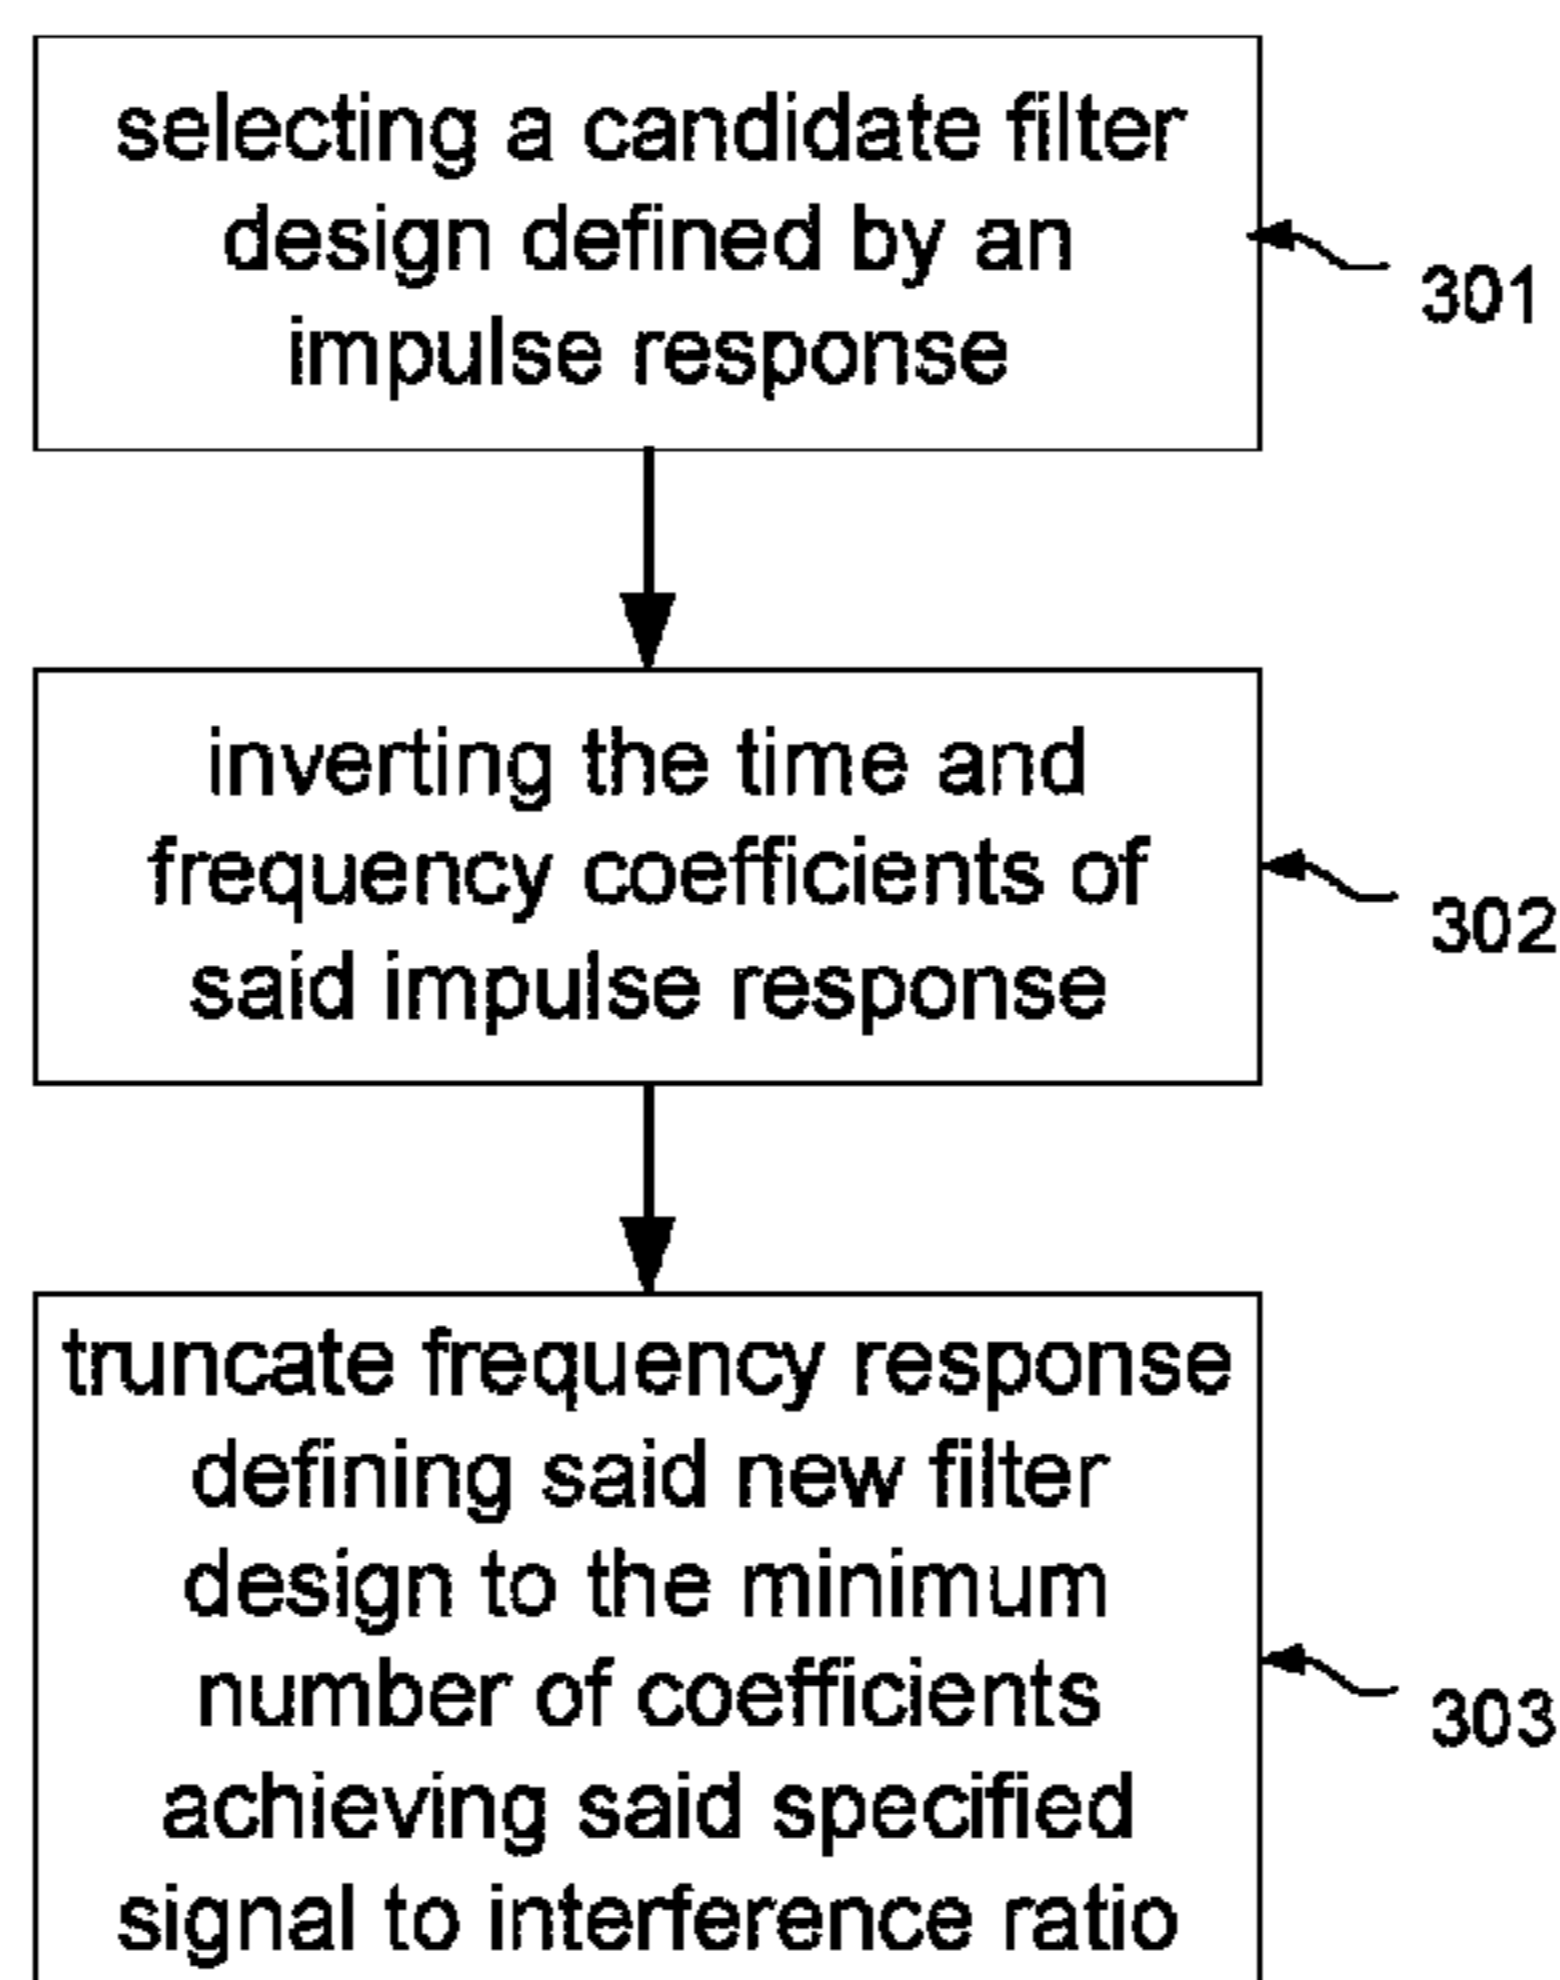 selecting a candidate filter
design defined by an
impulse response
301
inverting the time and
frequency coefficients of
said impulse response
302
truncate frequency response
defining said new filter
design to the minimum
number of coefficients
achieving said specified
signal to interference ratio
303